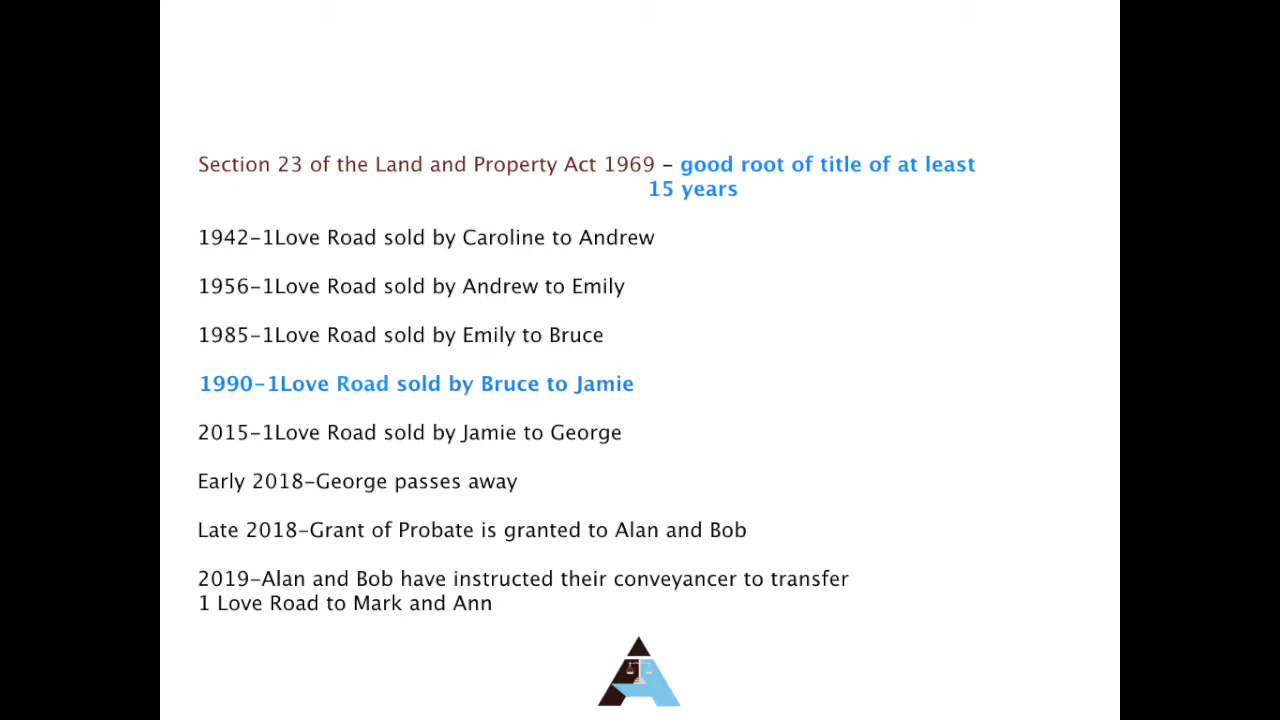 Section 23 of the Land and Property Act 1969 – good root of title of at least
15 years
1942–1Love Road sold by Caroline to Andrew
1956–1Love Road sold by Andrew to Emily
1985–1Love Road sold by Emily to Bruce
1990–1Love Road sold by Bruce to Jamie
2015–1Love Road sold by Jamie to George
Early 2018–George passes away
Late 2018–Grant of Probate is granted to Alan and Bob
2019–Alan and Bob have instructed their conveyancer to transfer
1 Love Road to Mark and Ann